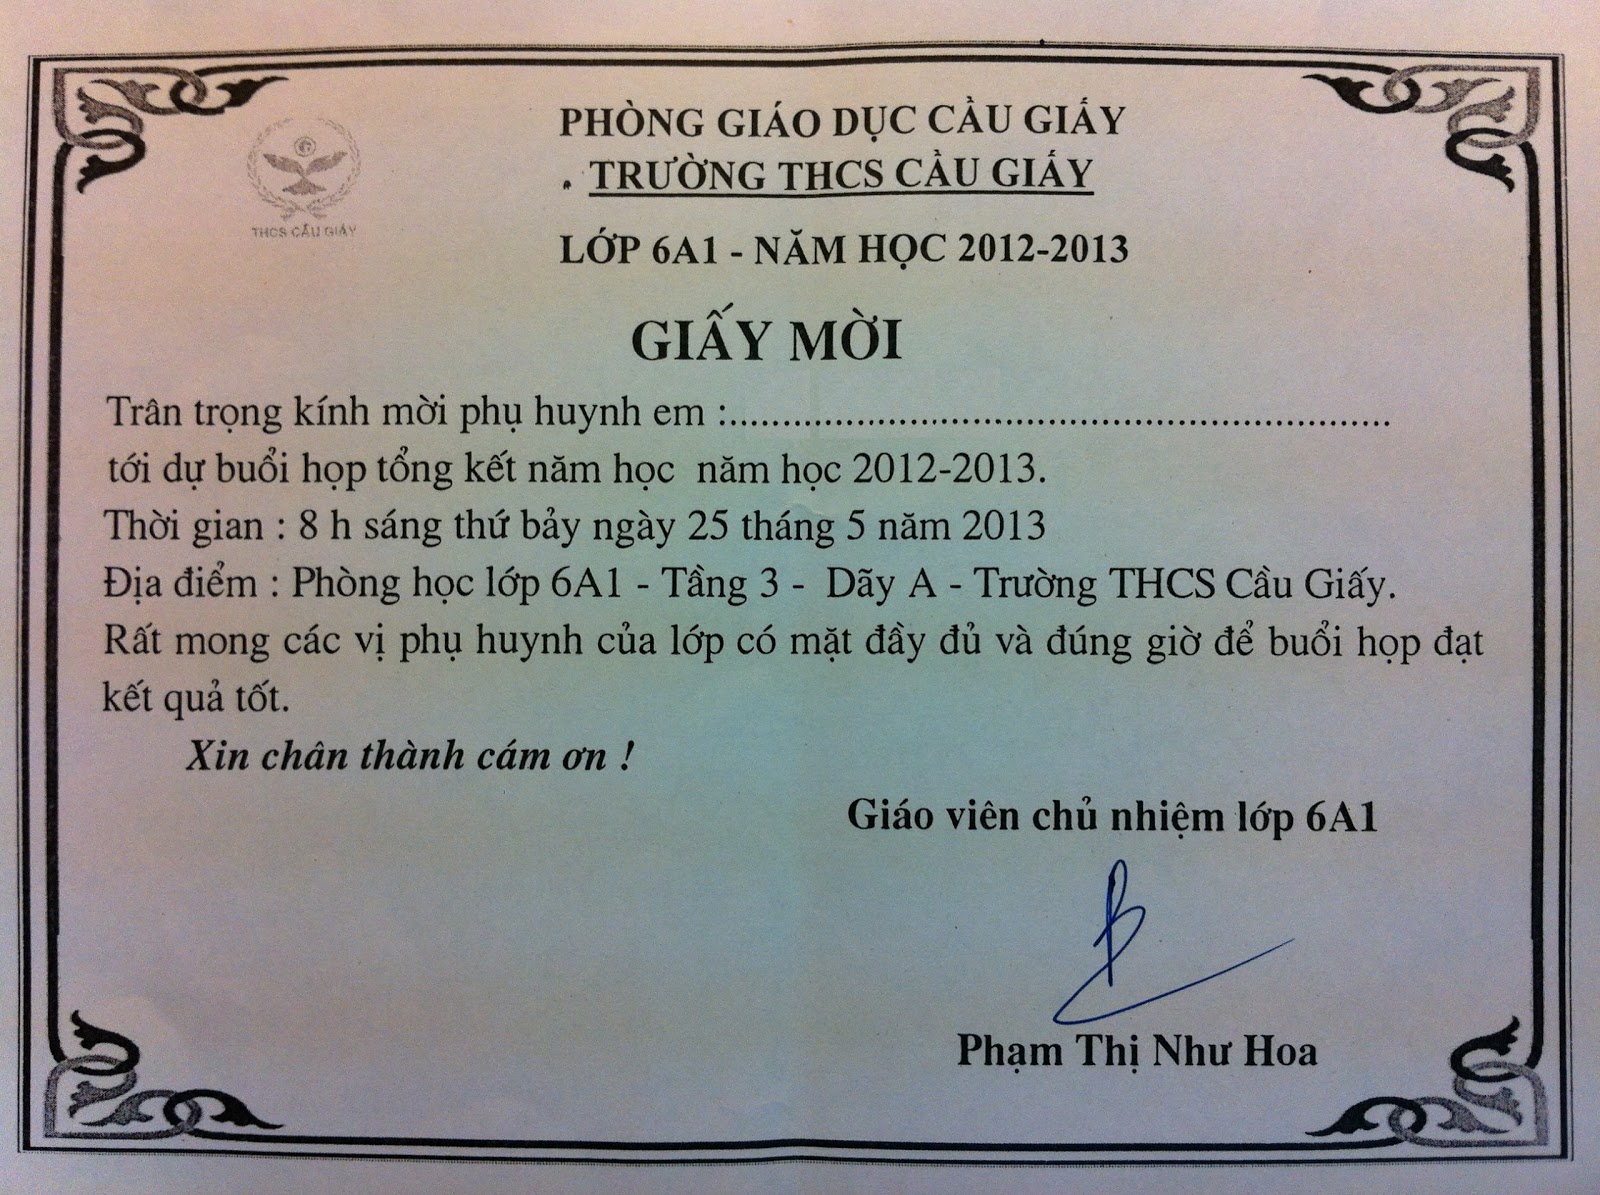 THCS CẦU GIẤY
PHÒNG GIÁO DỤC CẦU GIẤY
TRƯỜNG THCS CẦU GIẤY
LỚP 6A1 - NĂM HỌC 2012-2013
GIẤY MỜI
Trân trọng kính mời phụ huynh em :..................................................................
tới dự buổi họp tổng kết năm học năm học 2012-2013.
Thời gian : 8 h sáng thứ bảy ngày 25 tháng 5 năm 2013
Địa điểm : Phòng học lớp 6A1 - Tầng 3 - Dãy A - Trường THCS Cầu Giấy.
Rất mong các vị phụ huynh của lớp có mặt đầy đủ và đúng giờ để buổi họp đạt
kết quả tốt.
Xin chân thành cám ơn !
Giáo viên chủ nhiệm lớp 6A1
Phạm Thị Như Hoa